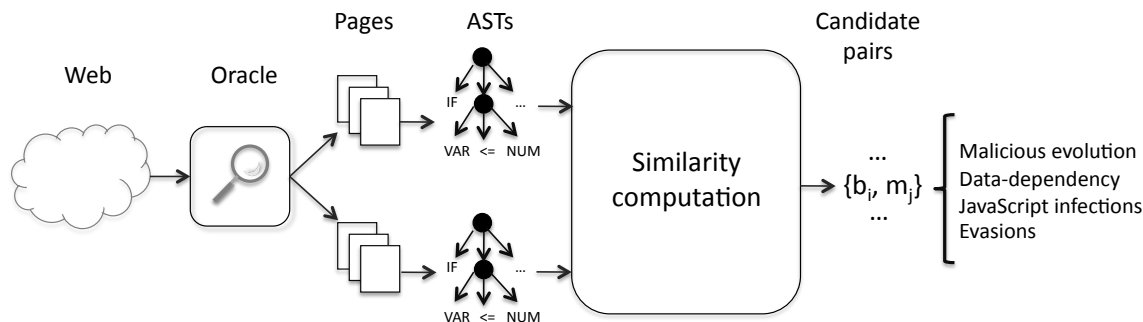 Web
Oracle
Pages
ASTs
Candidate
pairs
IF
...
VAR <= NUM
IF
...
VAR <= NUM
Similarity
computation
...
{bi, mj}
...
Malicious evolution
Data-dependency
JavaScript infections
Evasions